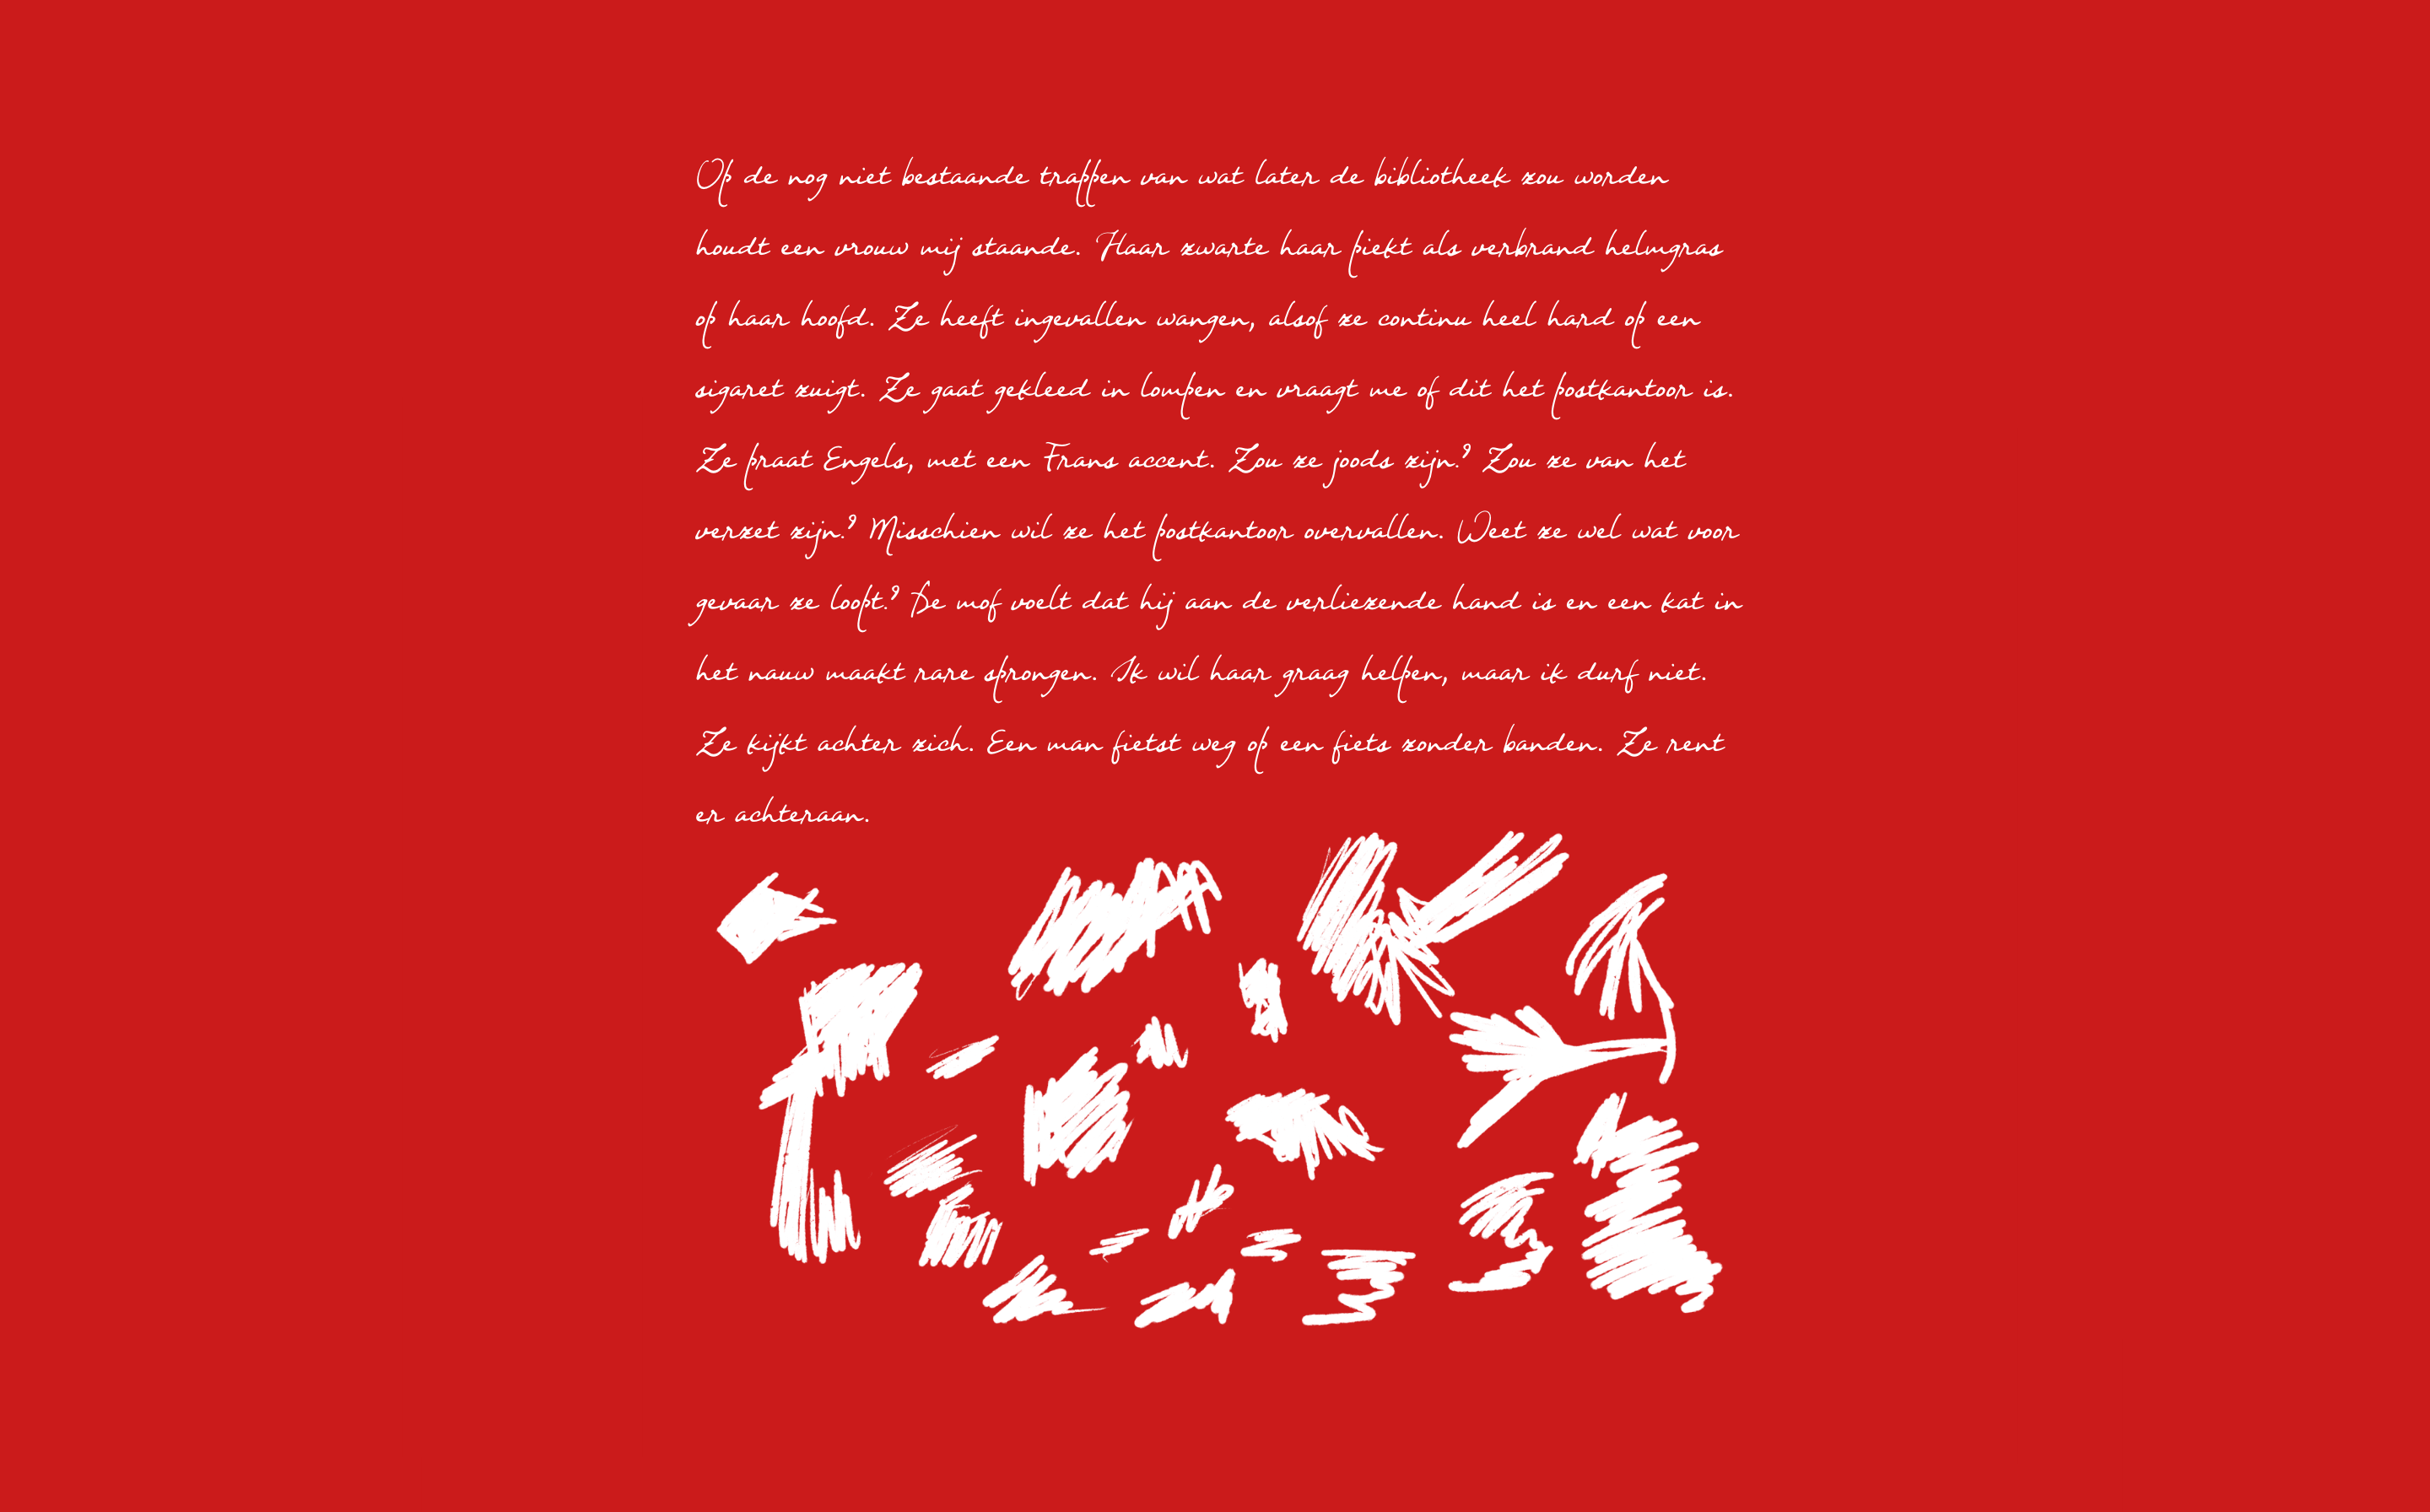 Op de nog niet bestaande trappen van wat later de bibliotheek zou worden
houdt een vrouw mij staande. Haar zwarte haar piekt als verbrand helmgras
op haar hoofd. Ze heeft ingevallen wangen, alsof ze continu heel hard op een
sigaret zuigt. Ze gaat gekleed in lompen en vraagt me of dit het postkantoor is.
Ze praat Engels, met een Frans accent. Zou ze joods zijn? Zou ze van het
verzet zijn? Misschien wil ze het postkantoor overvallen. Weet ze wel wat voor
gevaar ze loopt? De mof voelt dat hij aan de verliezende hand is en een kat in
het nauw maakt rare sprongen. Ik wil haar graag helpen, maar ik durf niet.
Ze kijkt achter zich. Een man fietst weg op een fiets zonder banden. Ze rent
er achteraan.